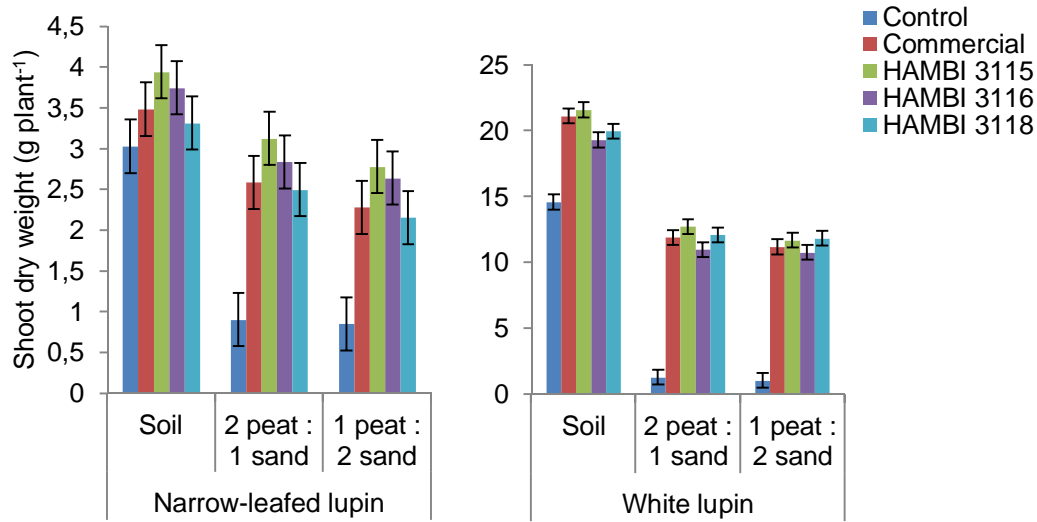 Control
Commercial
HAMBI 3115
HAMBI 3116
HAMBI 3118
Shoot dry weight (g plant⁻¹)
4,5
4
3,5
3
2,5
2
1,5
1
0,5
0
Soil
2 peat :
1 sand
1 peat :
2 sand
Narrow-leafed lupin
25
20
15
10
5
0
Soil
2 peat :
1 sand
1 peat :
2 sand
White lupin